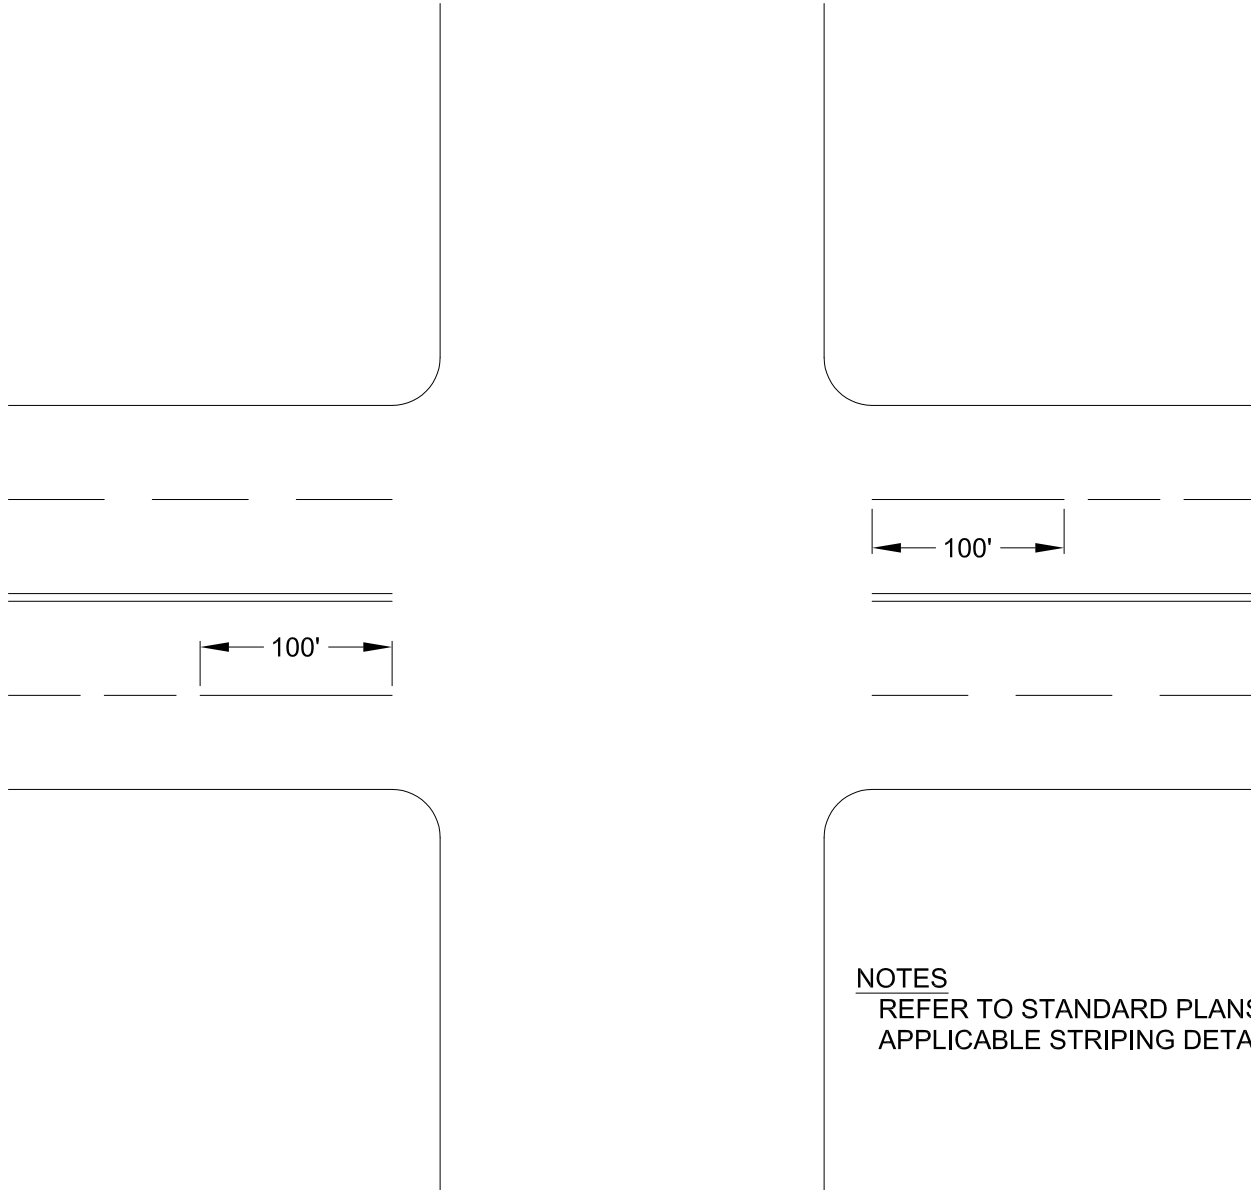 100'
100'
NOTES
REFER TO STANDARD PLANS
APPLICABLE STRIPING DETA